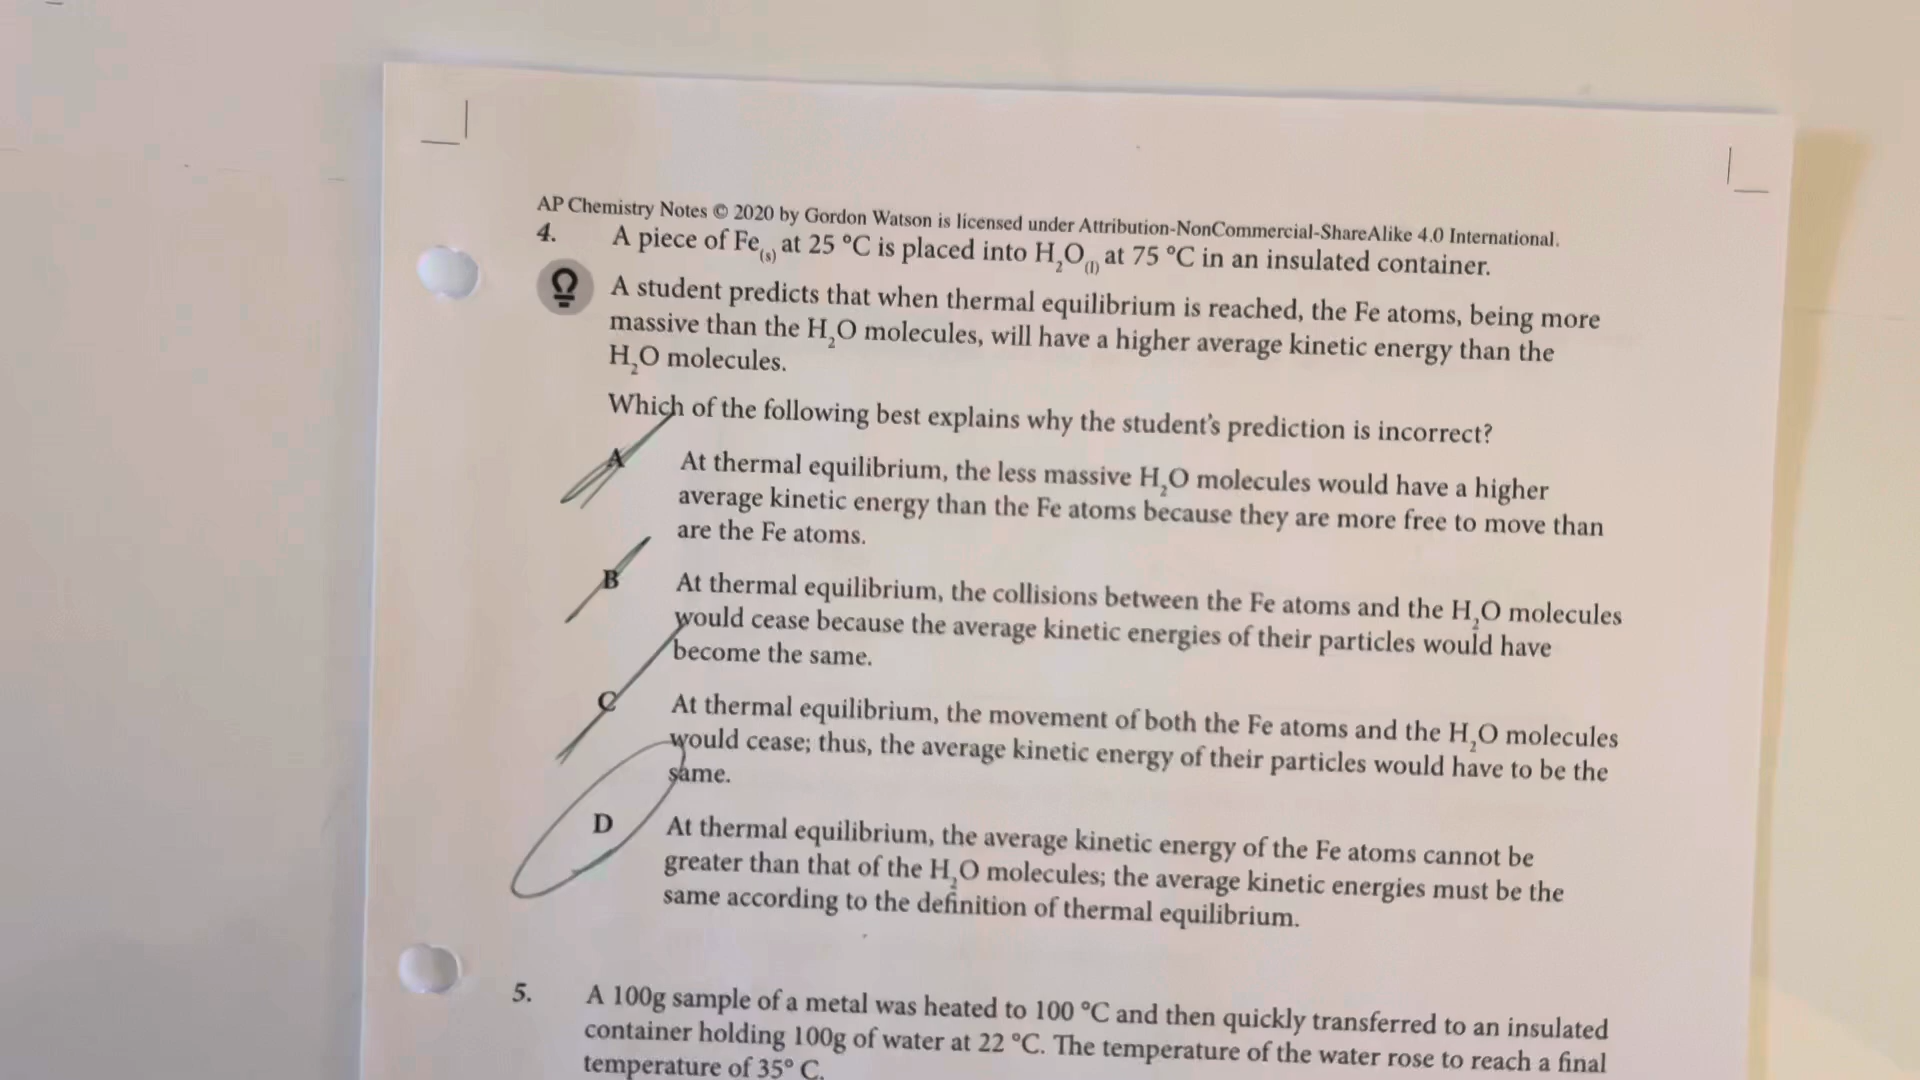 AP Chemistry Notes © 2020 by Gordon Watson is licensed under Attribution-NonCommercial-ShareAlike 4.0 International.
4. A piece of Fe(s) at 25 °C is placed into H₂O(l) at 75 °C in an insulated container.
A student predicts that when thermal equilibrium is reached, the Fe atoms, being more
massive than the H₂O molecules, will have a higher average kinetic energy than the
H₂O molecules.
Which of the following best explains why the student's prediction is incorrect?
A At thermal equilibrium, the less massive H₂O molecules would have a higher
average kinetic energy than the Fe atoms because they are more free to move than
are the Fe atoms.
B At thermal equilibrium, the collisions between the Fe atoms and the H₂O molecules
would cease because the average kinetic energies of their particles would have
become the same.
C At thermal equilibrium, the movement of both the Fe atoms and the H₂O molecules
would cease; thus, the average kinetic energy of their particles would have to be the
same.
D At thermal equilibrium, the average kinetic energy of the Fe atoms cannot be
greater than that of the H₂O molecules; the average kinetic energies must be the
same according to the definition of thermal equilibrium.
5. A 100g sample of a metal was heated to 100 °C and then quickly transferred to an insulated
container holding 100g of water at 22 °C. The temperature of the water rose to reach a final
temperature of 35° C.